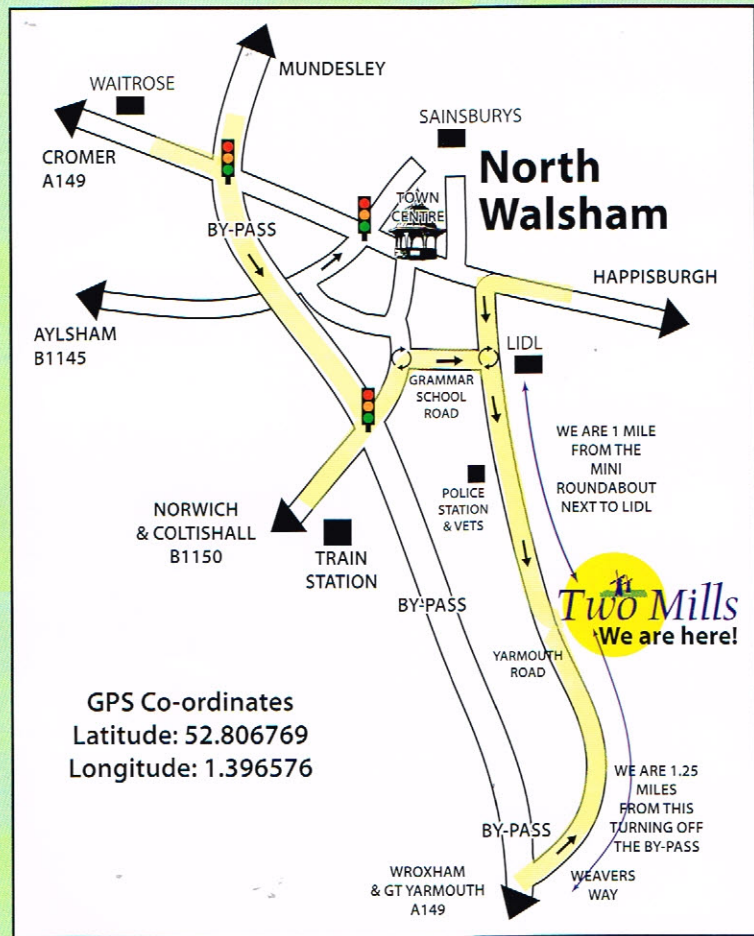 MUNDESLEY
WAITROSE
SAINSBURYS
CROMER
A149
North
Walsham
TOWN
CENTRE
BY-PASS
HAPPISBURGH
AYLSHAM
B1145
LIDL
GRAMMAR
SCHOOL
ROAD
WE ARE 1 MILE
FROM THE
MINI
ROUNDABOUT
NEXT TO LIDL
POLICE
STATION
& VETS
NORWICH
& COLTISHALL
B1150
TRAIN
STATION
BY-PASS
Two Mills
We are here!
YARMOUTH
ROAD
GPS Co-ordinates
Latitude: 52.806769
Longitude: 1.396576
WE ARE 1.25
MILES
FROM THIS
TURNING OFF
THE BY-PASS
BY-PASS
WROXHAM
& GT YARMOUTH
A149
WEAVERS
WAY